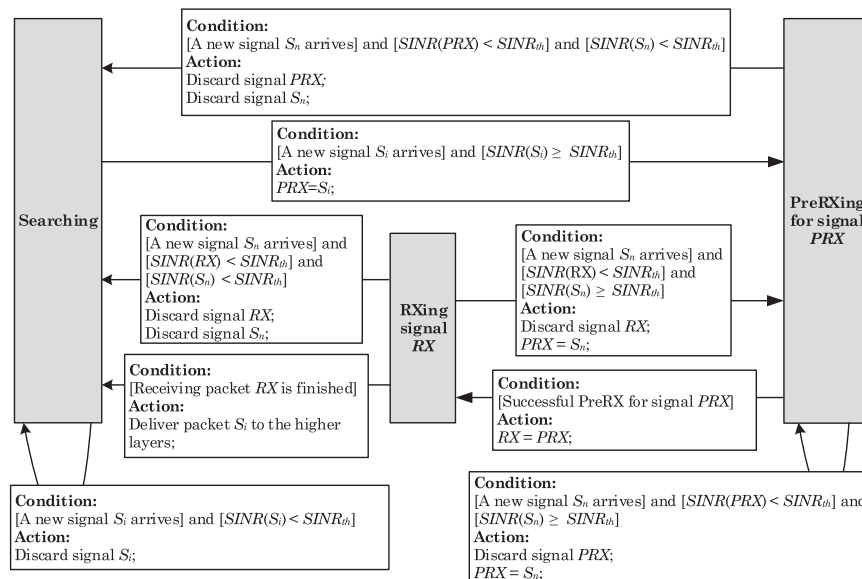 Condition:
[A new signal Sn arrives] and [SINR(PRX) < SINRth] and [SINR(Sn) < SINRth]
Action:
Discard signal PRX;
Discard signal Sn;
Condition:
[A new signal Si arrives] and [SINR(Si) ≥ SINRth]
Action:
PRX=Si;
Searching
PreRXing
for signal
PRX
Condition:
[A new signal Sn arrives] and
[SINR(RX) < SINRth] and
[SINR(Sn) < SINRth]
Action:
Discard signal RX;
Discard signal Sn;
RXing
signal
RX
Condition:
[A new signal Sn arrives] and
[SINR(RX) < SINRth] and
[SINR(Sn) ≥ SINRth]
Action:
Discard signal RX;
PRX = Sn;
Condition:
[Receiving packet RX is finished]
Action:
Deliver packet Si to the higher
layers;
Condition:
[Successful PreRX for signal PRX]
Action:
RX = PRX;
Condition:
[A new signal Si arrives] and [SINR(Si) < SINRth]
Action:
Discard signal Si;
Condition:
[A new signal Sn arrives] and [SINR(PRX) < SINRth] and
[SINR(Sn) ≥ SINRth]
Action:
Discard signal PRX;
PRX = Sn;